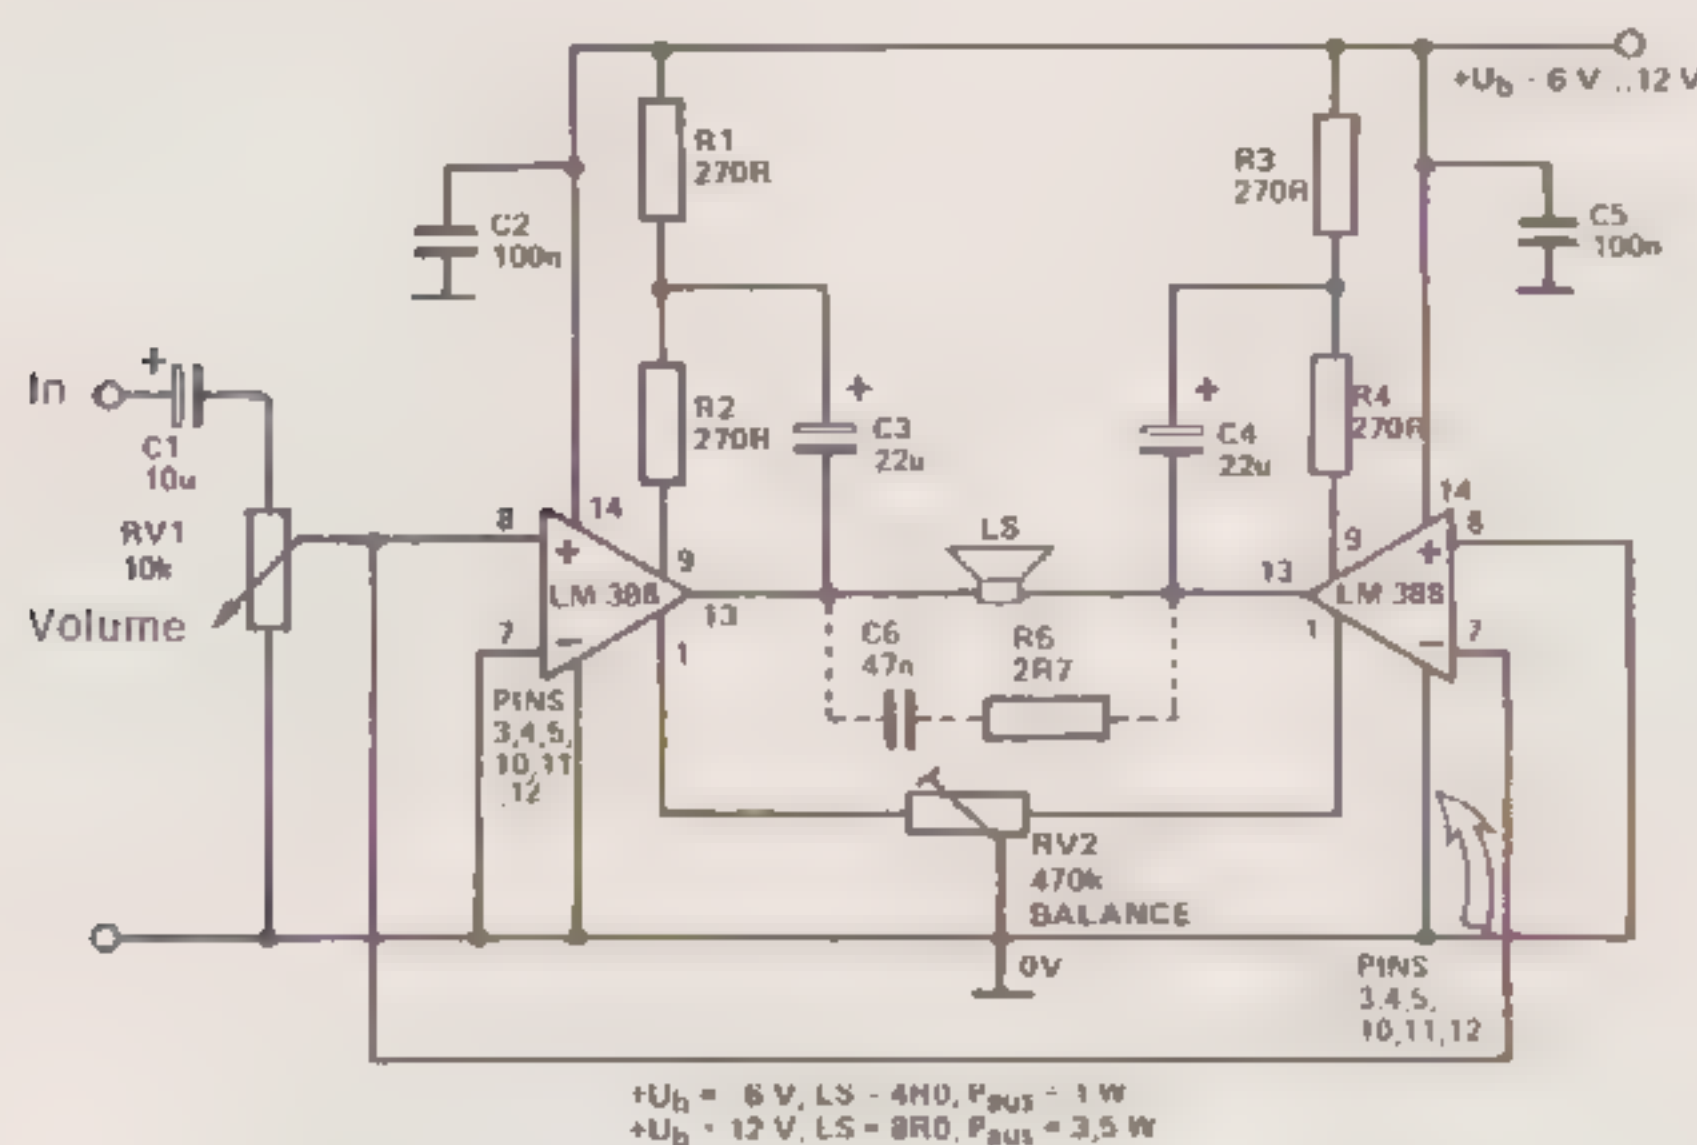 +Ub - 6 V ..12 V
R1
270R
R3
270R
C2
100n
C5
100n
In
+
C1
10u
R2
270R
+
C3
22u
+
C4
22u
R4
270R
RV1
10k
Volume
8
14
9
+
LM 388
13
7
−
1
LS
14
8
9
13
+
LM 388
1
7
−
C6
47n
R6
2R7
PINS
3,4,5,
10,11
,12
RV2
470k
BALANCE
0V
PINS
3,4,5,
10,11,12
+Ub = 6 V, LS - 4R0, Paus - 1 W
+Ub - 12 V, LS = 8R0, Paus = 3,5 W